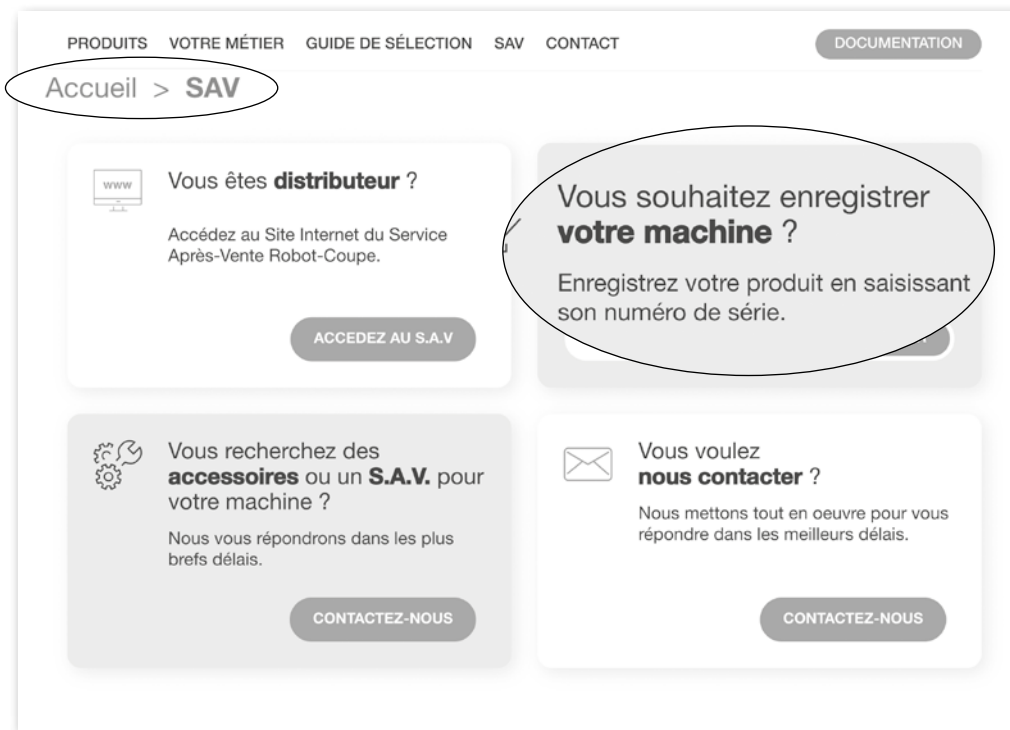 PRODUITS VOTRE MÉTIER GUIDE DE SÉLECTION SAV CONTACT DOCUMENTATION
Accueil > SAV
www
Vous êtes distributeur ?
Accédez au Site Internet du Service
Après-Vente Robot-Coupe.
ACCEDEZ AU S.A.V
Vous souhaitez enregistrer
votre machine ?
Enregistrez votre produit en saisissant
son numéro de série.
Vous recherchez des
accessoires ou un S.A.V. pour
votre machine ?
Nous vous répondrons dans les plus
brefs délais.
CONTACTEZ-NOUS
Vous voulez
nous contacter ?
Nous mettons tout en oeuvre pour vous
répondre dans les meilleurs délais.
CONTACTEZ-NOUS